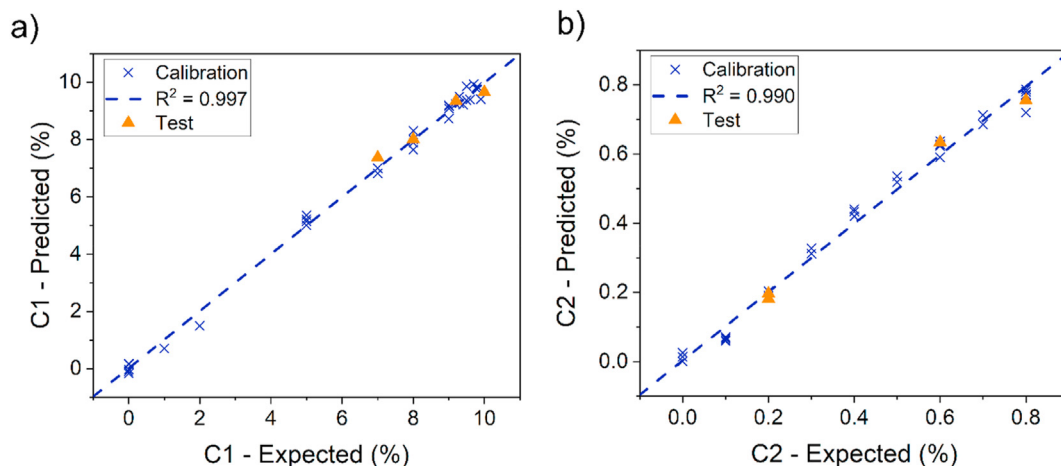 a)
Calibration
R² = 0.997
Test
10
8
6
4
2
0
C1 - Predicted (%)
0 2 4 6 8 10
C1 - Expected (%)
b)
Calibration
R² = 0.990
Test
0.8
0.6
0.4
0.2
0.0
C2 - Predicted (%)
0.0 0.2 0.4 0.6 0.8
C2 - Expected (%)